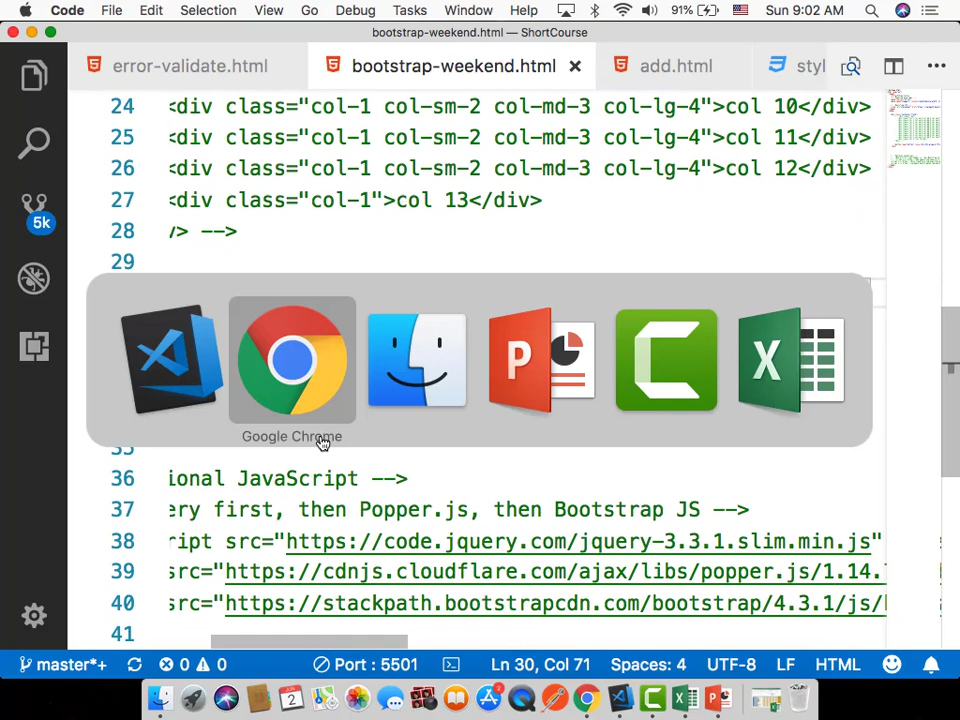 Code File Edit Selection View Go Debug Tasks Window Help 91% Sun 9:02 AM
bootstrap-weekend.html — ShortCourse
error-validate.html bootstrap-weekend.html add.html styl
24 <div class="col-1 col-sm-2 col-md-3 col-lg-4">col 10</div>
25 <div class="col-1 col-sm-2 col-md-3 col-lg-4">col 11</div>
26 <div class="col-1 col-sm-2 col-md-3 col-lg-4">col 12</div>
27 <div class="col-1">col 13</div>
28 /> -->
29
5k
Google Chrome
35
36 ional JavaScript -->
37 ery first, then Popper.js, then Bootstrap JS -->
38 ript src="https://code.jquery.com/jquery-3.3.1.slim.min.js"
39 src="https://cdnjs.cloudflare.com/ajax/libs/popper.js/1.14.
40 src="https://stackpath.bootstrapcdn.com/bootstrap/4.3.1/js/
41
master*+ 0 0 Port : 5501 Ln 30, Col 71 Spaces: 4 UTF-8 LF HTML